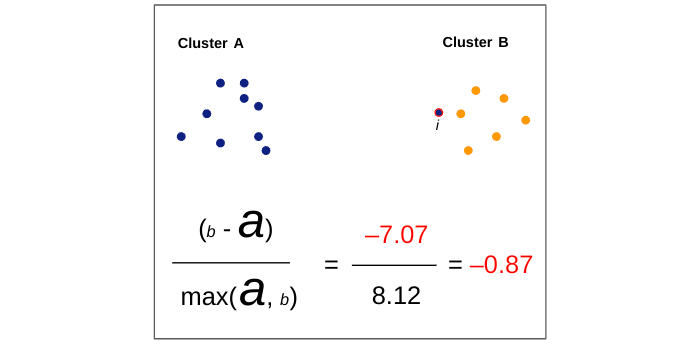 Cluster A
Cluster B
i
(b - a)
max(a, b)
=
–7.07
8.12
= –0.87